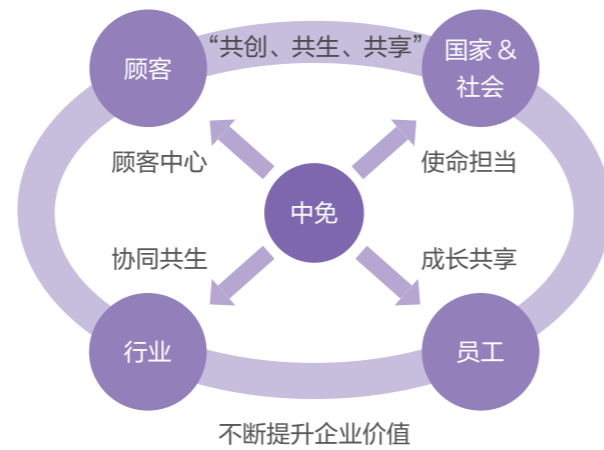 “共创、共生、共享”
顾客
国家 &
社会
顾客中心
使命担当
中免
协同共生
成长共享
行业
员工
不断提升企业价值